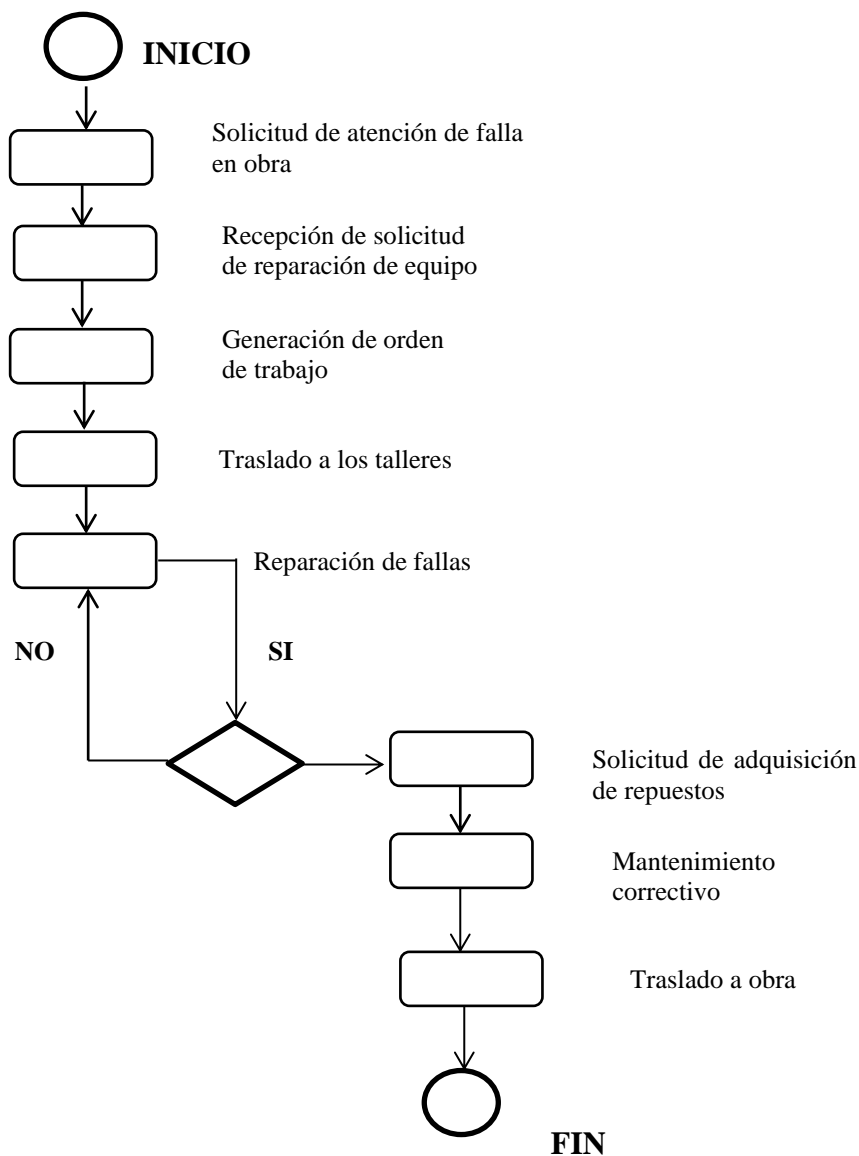 INICIO
Solicitud de atención de falla
en obra
Recepción de solicitud
de reparación de equipo
Generación de orden
de trabajo
Traslado a los talleres
Reparación de fallas
NO
SI
Solicitud de adquisición
de repuestos
Mantenimiento
correctivo
Traslado a obra
FIN